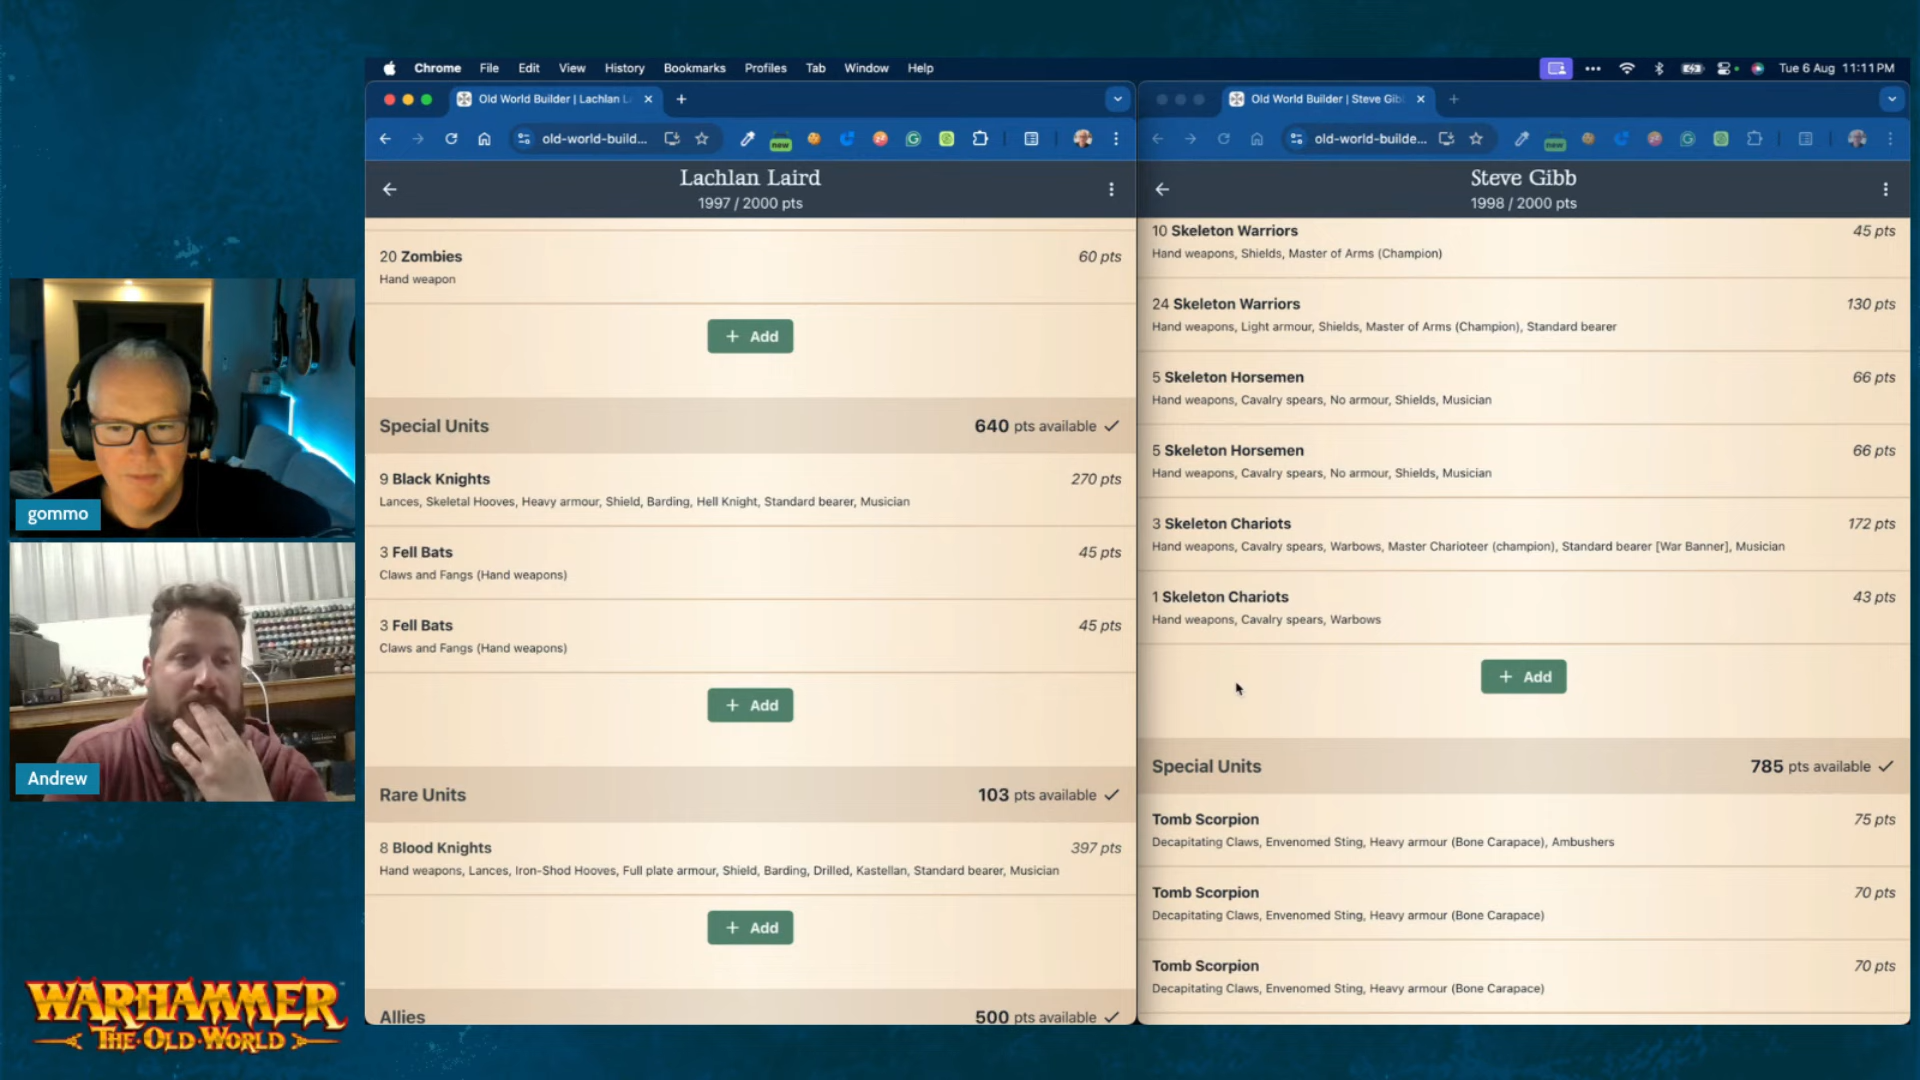 Chrome File Edit View History Bookmarks Profiles Tab Window Help
Tue 6 Aug 11:11 PM
Old World Builder | Lachlan L
old-world-build...
new
Lachlan Laird
1997 / 2000 pts
20 Zombies
60 pts
Hand weapon
+ Add
Special Units
640 pts available
9 Black Knights
270 pts
Lances, Skeletal Hooves, Heavy armour, Shield, Barding, Hell Knight, Standard bearer, Musician
3 Fell Bats
45 pts
Claws and Fangs (Hand weapons)
3 Fell Bats
45 pts
Claws and Fangs (Hand weapons)
+ Add
Rare Units
103 pts available
8 Blood Knights
397 pts
Hand weapons, Lances, Iron-Shod Hooves, Full plate armour, Shield, Barding, Drilled, Kastellan, Standard bearer, Musician
+ Add
Allies
500 pts available
Old World Builder | Steve Gibb
old-world-builde...
new
Steve Gibb
1998 / 2000 pts
10 Skeleton Warriors
45 pts
Hand weapons, Shields, Master of Arms (Champion)
24 Skeleton Warriors
130 pts
Hand weapons, Light armour, Shields, Master of Arms (Champion), Standard bearer
5 Skeleton Horsemen
66 pts
Hand weapons, Cavalry spears, No armour, Shields, Musician
5 Skeleton Horsemen
66 pts
Hand weapons, Cavalry spears, No armour, Shields, Musician
3 Skeleton Chariots
172 pts
Hand weapons, Cavalry spears, Warbows, Master Charioteer (champion), Standard bearer [War Banner], Musician
1 Skeleton Chariots
43 pts
Hand weapons, Cavalry spears, Warbows
+ Add
Special Units
785 pts available
Tomb Scorpion
75 pts
Decapitating Claws, Envenomed Sting, Heavy armour (Bone Carapace), Ambushers
Tomb Scorpion
70 pts
Decapitating Claws, Envenomed Sting, Heavy armour (Bone Carapace)
Tomb Scorpion
70 pts
Decapitating Claws, Envenomed Sting, Heavy armour (Bone Carapace)
gommo
Andrew
WARHAMMER
THE OLD WORLD